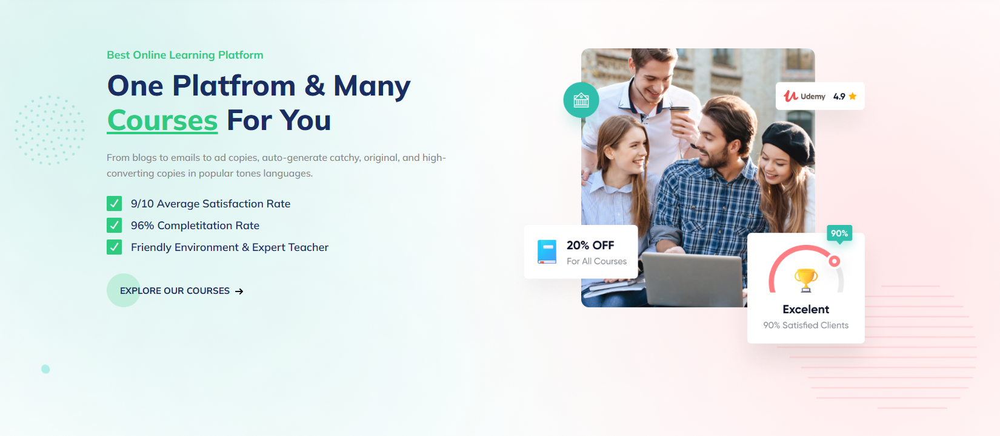 Best Online Learning Platform
One Platfrom & Many
Courses For You
From blogs to emails to ad copies, auto-generate catchy, original, and high-
converting copies in popular tones languages.
9/10 Average Satisfaction Rate
96% Completitation Rate
Friendly Environment & Expert Teacher
EXPLORE OUR COURSES
Udemy 4.9
20% OFF
For All Courses
90%
Excelent
90% Satisfied Clients